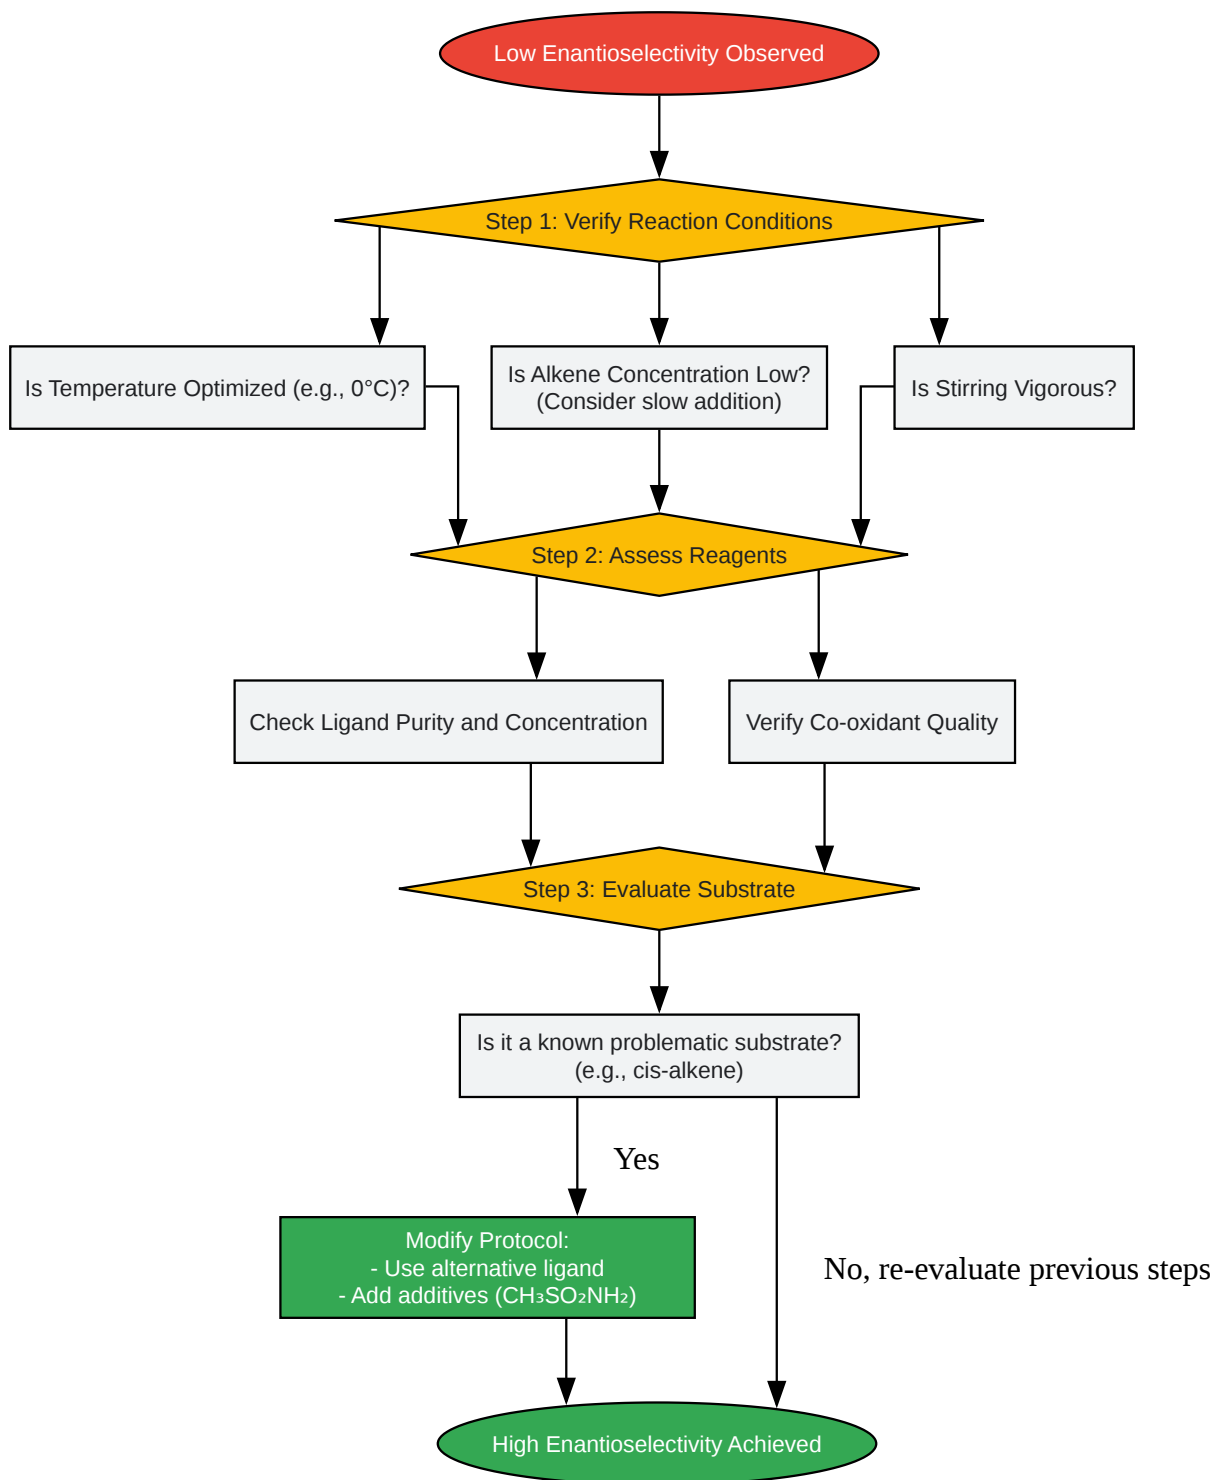 Low Enantioselectivity Observed
Step 1: Verify Reaction Conditions
Is Temperature Optimized (e.g., 0°C)?
Is Alkene Concentration Low?
(Consider slow addition)
Is Stirring Vigorous?
Step 2: Assess Reagents
Check Ligand Purity and Concentration
Verify Co-oxidant Quality
Step 3: Evaluate Substrate
Is it a known problematic substrate?
(e.g., cis-alkene)
Yes
Modify Protocol:
- Use alternative ligand
- Add additives (CH₃SO₂NH₂)
No, re-evaluate previous steps
High Enantioselectivity Achieved